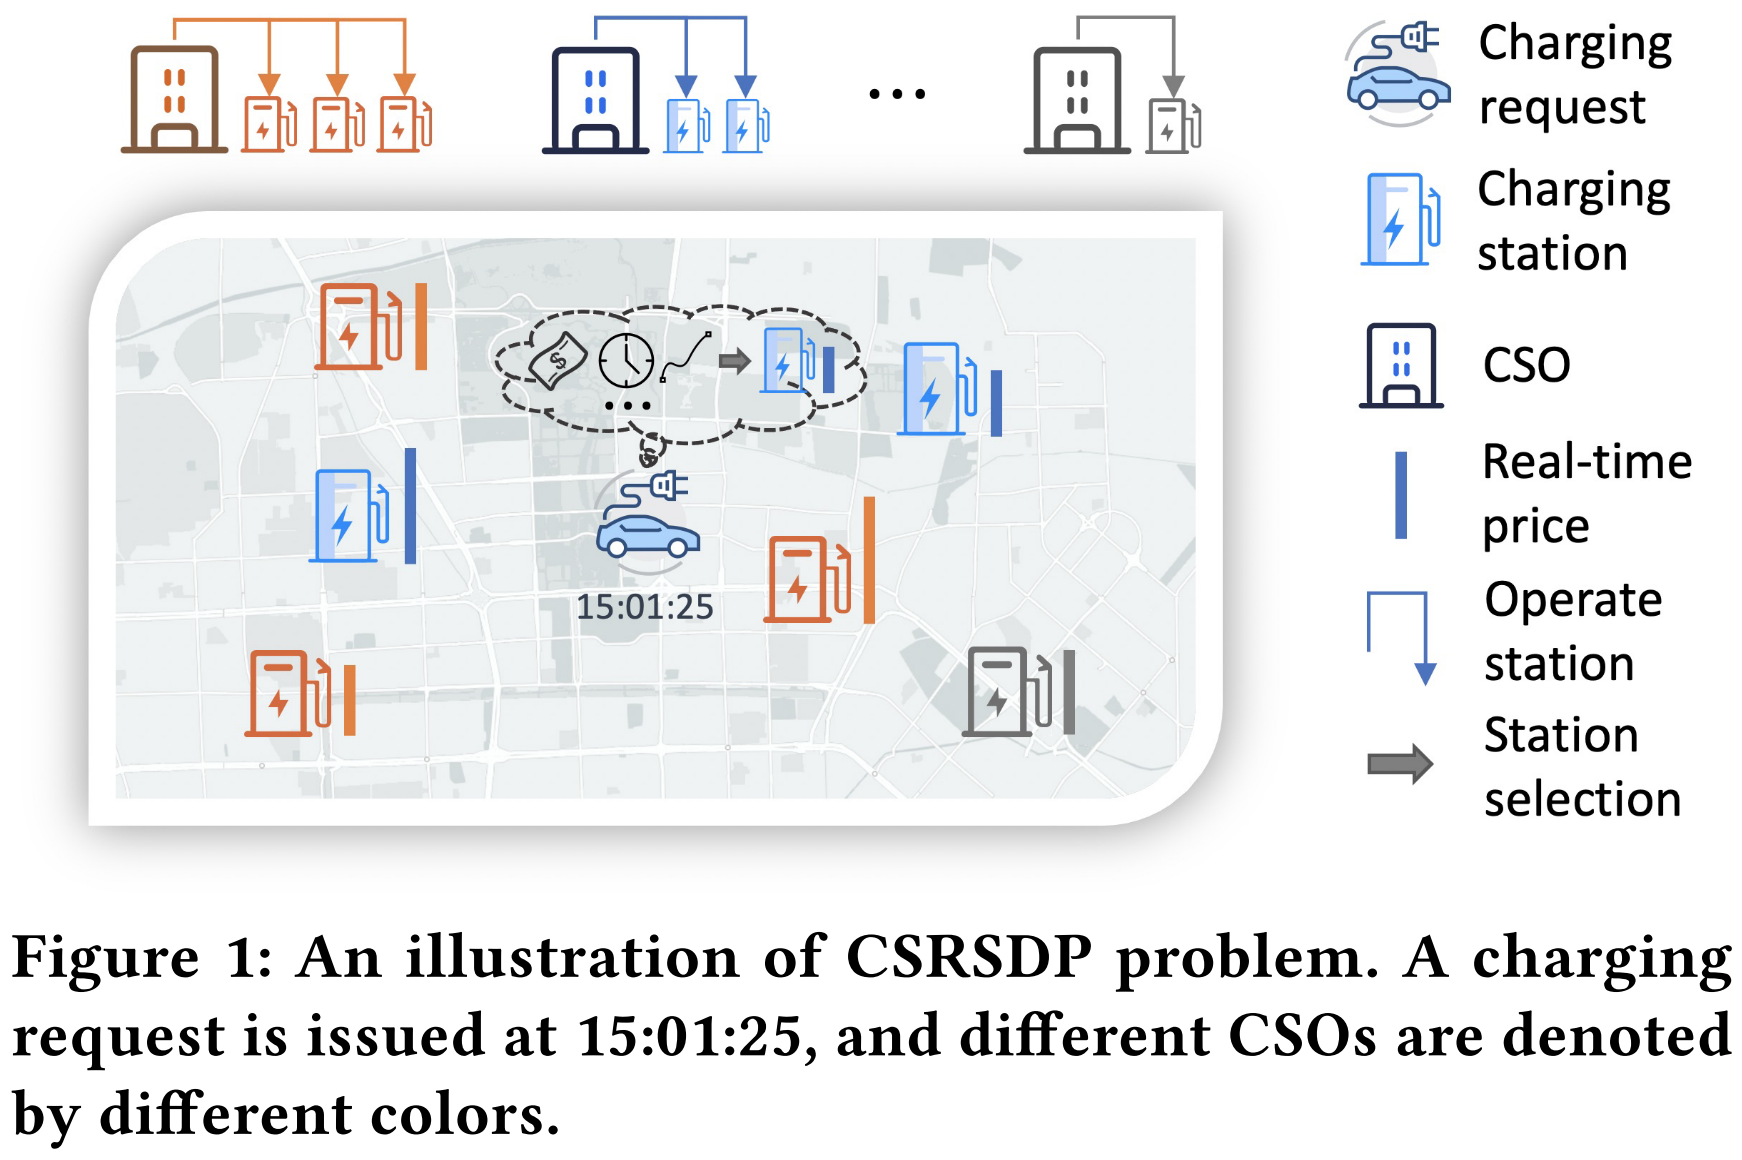 Charging
request
Charging
station
CSO
Real-time
price
Operate
station
Station
selection
...
$
...
15:01:25
Figure 1: An illustration of CSRSDP problem. A charging
request is issued at 15:01:25, and different CSOs are denoted
by different colors.